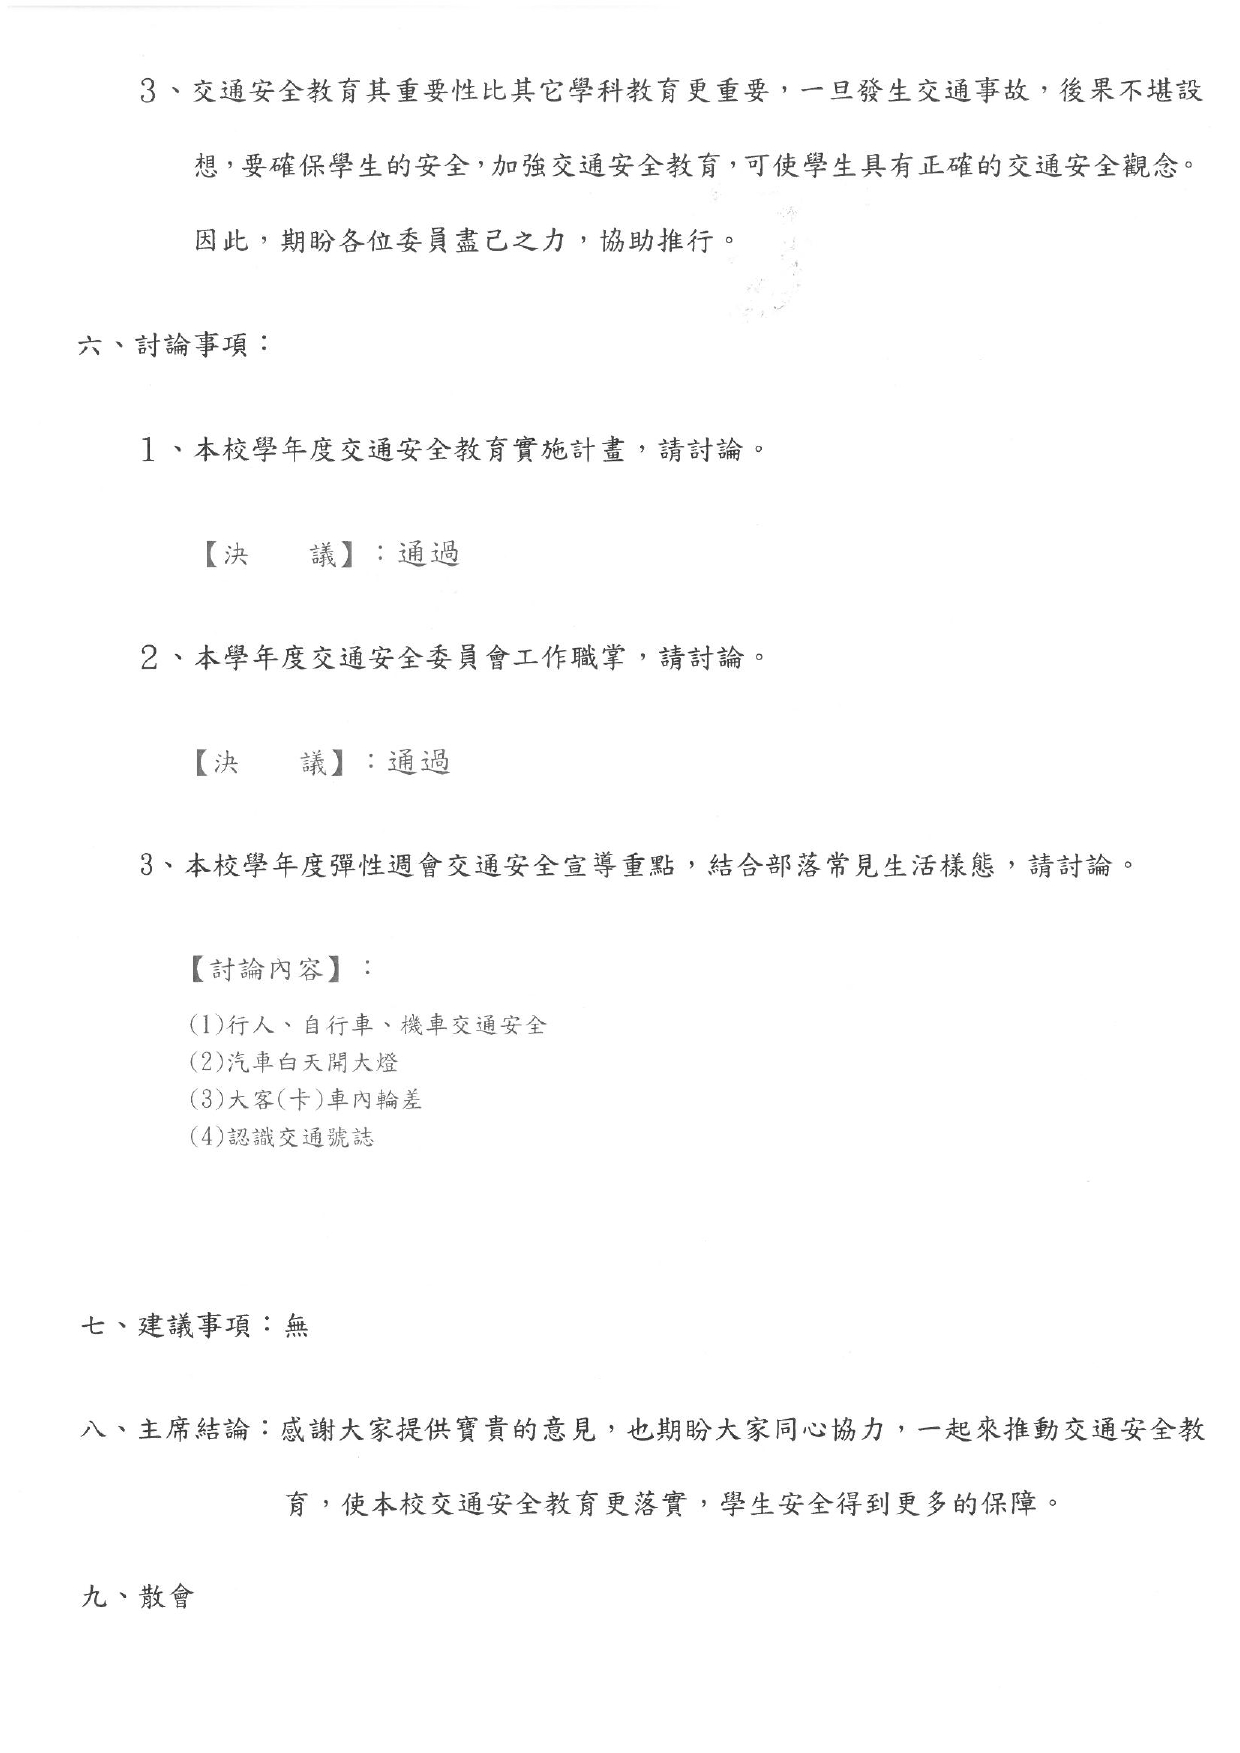 3、交通安全教育其重要性比其它學科教育更重要，一旦發生交通事故，後果不堪設
想，要確保學生的安全，加強交通安全教育，可使學生具有正確的交通安全觀念。
因此，期盼各位委員盡己之力，協助推行。
六、討論事項：
1、本校學年度交通安全教育實施計畫，請討論。
【決　　議】：通過
2、本學年度交通安全委員會工作職掌，請討論。
【決　　議】：通過
3、本校學年度彈性週會交通安全宣導重點，結合部落常見生活樣態，請討論。
【討論內容】：
(1)行人、自行車、機車交通安全
(2)汽車白天開大燈
(3)大客(卡)車內輪差
(4)認識交通號誌
七、建議事項：無
八、主席結論：感謝大家提供寶貴的意見，也期盼大家同心協力，一起來推動交通安全教
育，使本校交通安全教育更落實，學生安全得到更多的保障。
九、散會